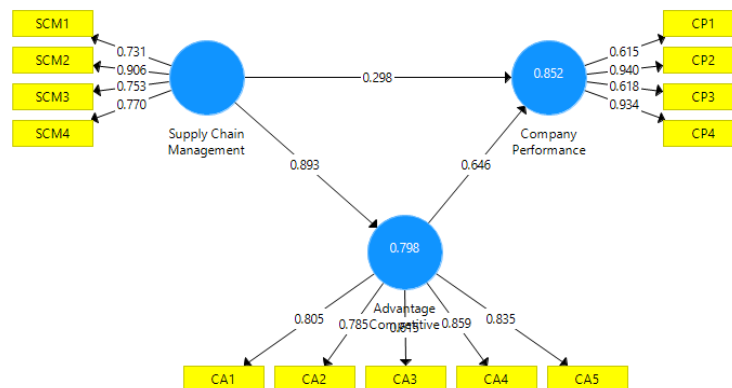 SCM1
SCM2
SCM3
SCM4
0.731
0.906
0.753
0.770
Supply Chain
Management
0.298
0.893
0.646
0.852
Company
Performance
0.615
0.940
0.618
0.934
CP1
CP2
CP3
CP4
0.798
Advantage
Competitive
0.805
0.785
0.859
0.835
CA1
CA2
CA3
CA4
CA5